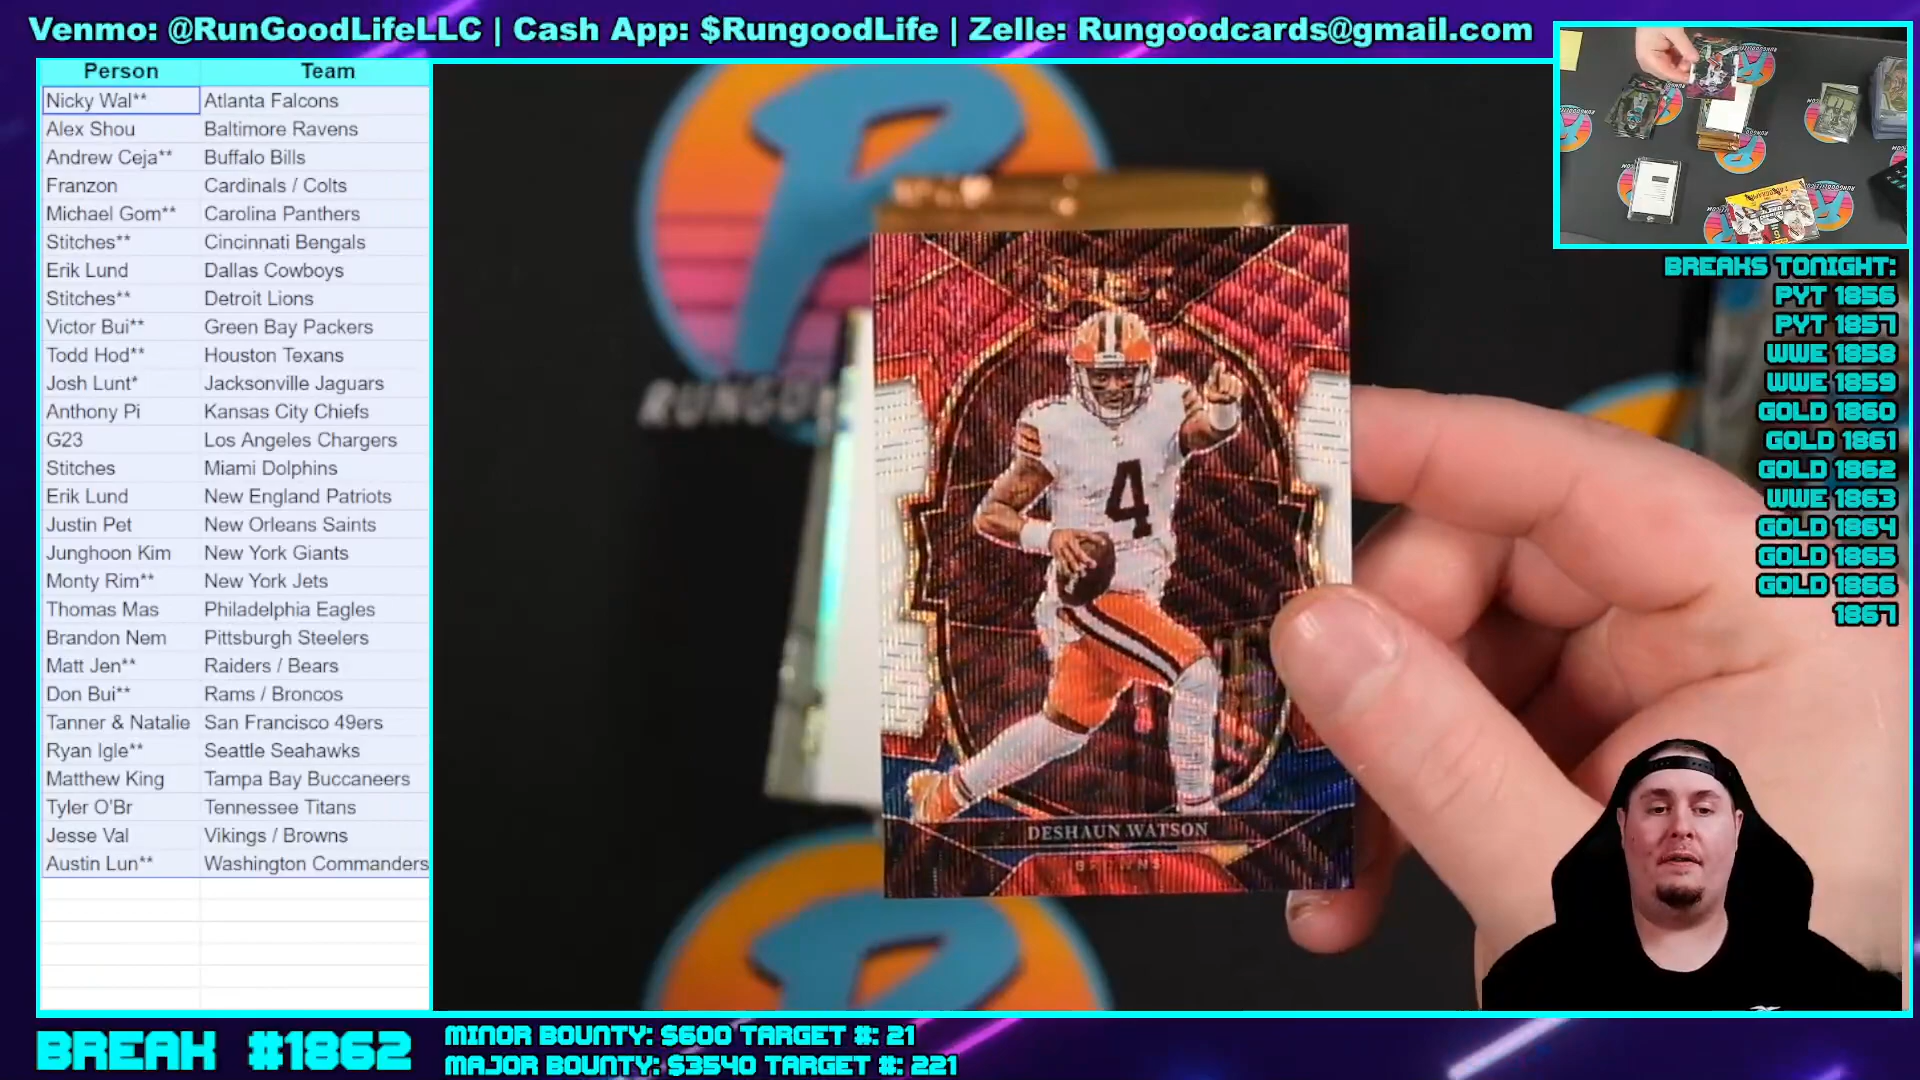 Venmo: @RunGoodLifeLLC | Cash App: $RungoodLife | Zelle: Rungoodcards@gmail.com
Person Team
Nicky Wal** Atlanta Falcons
Alex Shou Baltimore Ravens
Andrew Ceja** Buffalo Bills
Franzon Cardinals / Colts
Michael Gom** Carolina Panthers
Stitches** Cincinnati Bengals
Erik Lund Dallas Cowboys
Stitches** Detroit Lions
Victor Bui** Green Bay Packers
Todd Hod** Houston Texans
Josh Lunt* Jacksonville Jaguars
Anthony Pi Kansas City Chiefs
G23 Los Angeles Chargers
Stitches Miami Dolphins
Erik Lund New England Patriots
Justin Pet New Orleans Saints
Junghoon Kim New York Giants
Monty Rim** New York Jets
Thomas Mas Philadelphia Eagles
Brandon Nem Pittsburgh Steelers
Matt Jen** Raiders / Bears
Don Bui** Rams / Broncos
Tanner & Natalie San Francisco 49ers
Ryan Igle** Seattle Seahawks
Matthew King Tampa Bay Buccaneers
Tyler O'Br Tennessee Titans
Jesse Val Vikings / Browns
Austin Lun** Washington Commanders
SELECT
4
DESHAUN WATSON
BROWNS
BREAKS TONIGHT:
PYT 1856
PYT 1857
WWE 1858
WWE 1859
GOLD 1860
GOLD 1861
GOLD 1862
WWE 1863
GOLD 1864
GOLD 1865
GOLD 1866
1867
BREAK #1862
MINOR BOUNTY: $600 TARGET #: 21
MAJOR BOUNTY: $3540 TARGET #: 221